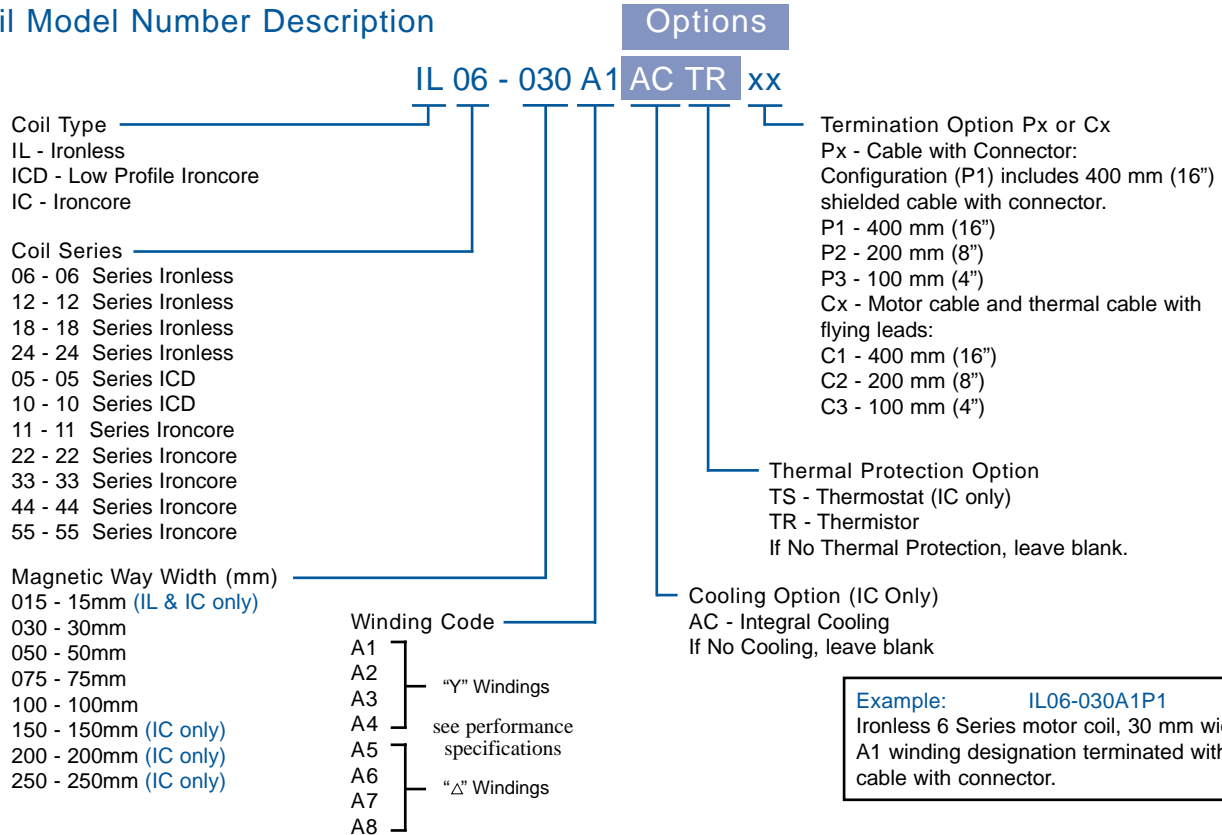 il Model Number Description
Options
IL 06 - 030 A1 AC TR xx
Coil Type
IL - Ironless
ICD - Low Profile Ironcore
IC - Ironcore
Coil Series
06 - 06 Series Ironless
12 - 12 Series Ironless
18 - 18 Series Ironless
24 - 24 Series Ironless
05 - 05 Series ICD
10 - 10 Series ICD
11 - 11 Series Ironcore
22 - 22 Series Ironcore
33 - 33 Series Ironcore
44 - 44 Series Ironcore
55 - 55 Series Ironcore
Magnetic Way Width (mm)
015 - 15mm (IL & IC only)
030 - 30mm
050 - 50mm
075 - 75mm
100 - 100mm
150 - 150mm (IC only)
200 - 200mm (IC only)
250 - 250mm (IC only)
Winding Code
A1
A2
A3
A4
"Y" Windings
see performance
specifications
A5
A6
A7
A8
"△" Windings
Termination Option Px or Cx
Px - Cable with Connector:
Configuration (P1) includes 400 mm (16”)
shielded cable with connector.
P1 - 400 mm (16”)
P2 - 200 mm (8”)
P3 - 100 mm (4”)
Cx - Motor cable and thermal cable with
flying leads:
C1 - 400 mm (16”)
C2 - 200 mm (8”)
C3 - 100 mm (4”)
Thermal Protection Option
TS - Thermostat (IC only)
TR - Thermistor
If No Thermal Protection, leave blank.
Cooling Option (IC Only)
AC - Integral Cooling
If No Cooling, leave blank
Example: IL06-030A1P1
Ironless 6 Series motor coil, 30 mm wi
A1 winding designation terminated with
cable with connector.